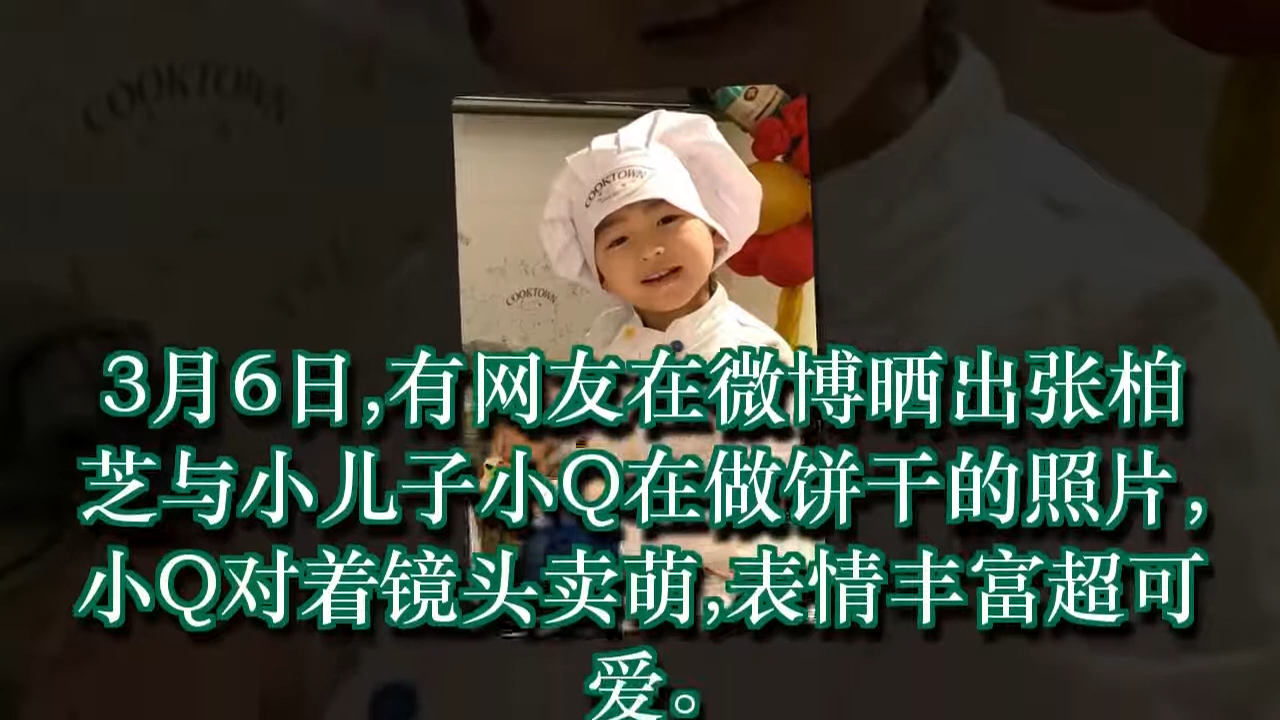 COOKTOWN
COOKTOWN
COOKTOWN
3月6日,有网友在微博晒出张柏
芝与小儿子小Q在做饼干的照片,
小Q对着镜头卖萌,表情丰富超可
爱。